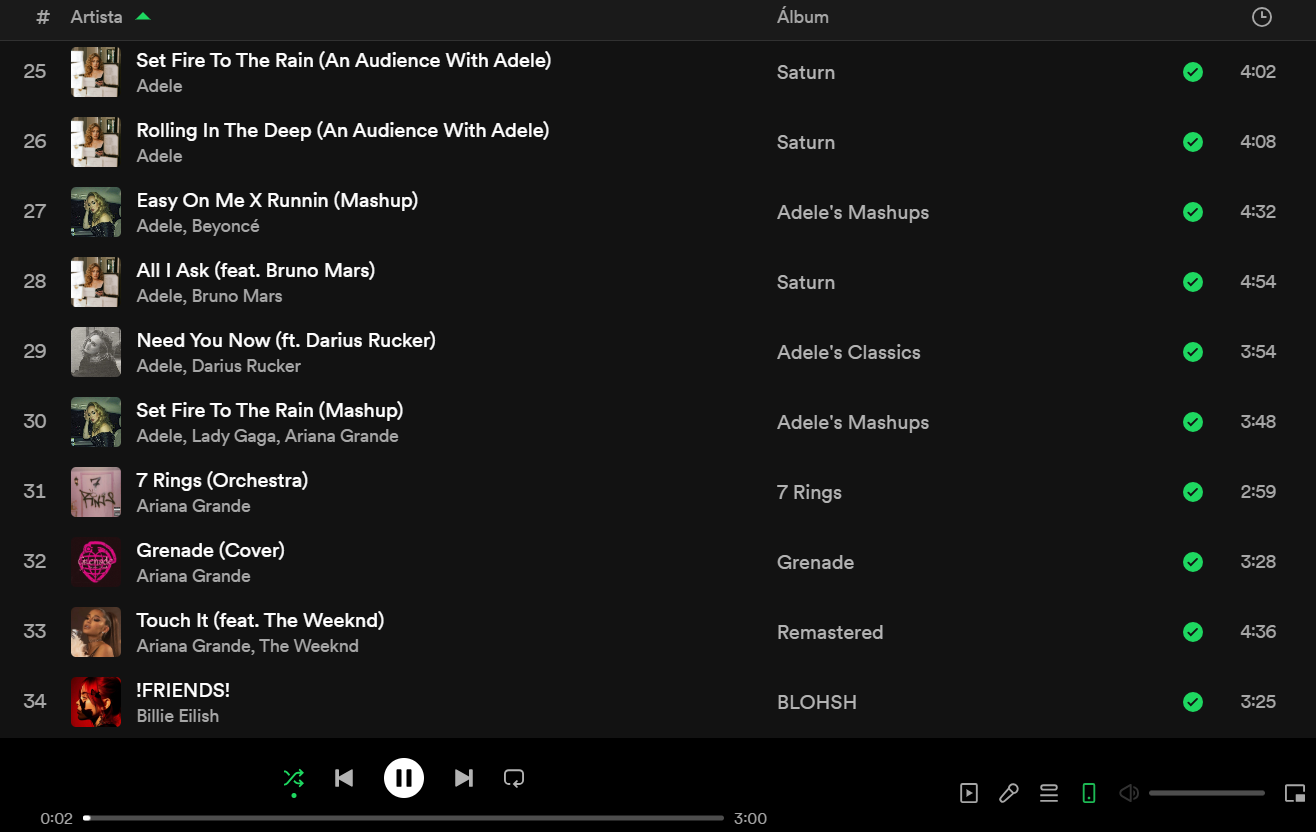 # Artista Álbum
25 Set Fire To The Rain (An Audience With Adele) Saturn 4:02
Adele
26 Rolling In The Deep (An Audience With Adele) Saturn 4:08
Adele
27 Easy On Me X Runnin (Mashup) Adele's Mashups 4:32
Adele, Beyoncé
28 All I Ask (feat. Bruno Mars) Saturn 4:54
Adele, Bruno Mars
29 Need You Now (ft. Darius Rucker) Adele's Classics 3:54
Adele, Darius Rucker
30 Set Fire To The Rain (Mashup) Adele's Mashups 3:48
Adele, Lady Gaga, Ariana Grande
31 7 Rings (Orchestra) 7 Rings 2:59
Ariana Grande
32 Grenade (Cover) Grenade 3:28
Ariana Grande
33 Touch It (feat. The Weeknd) Remastered 4:36
Ariana Grande, The Weeknd
34 !FRIENDS! BLOHSH 3:25
Billie Eilish
0:02 3:00